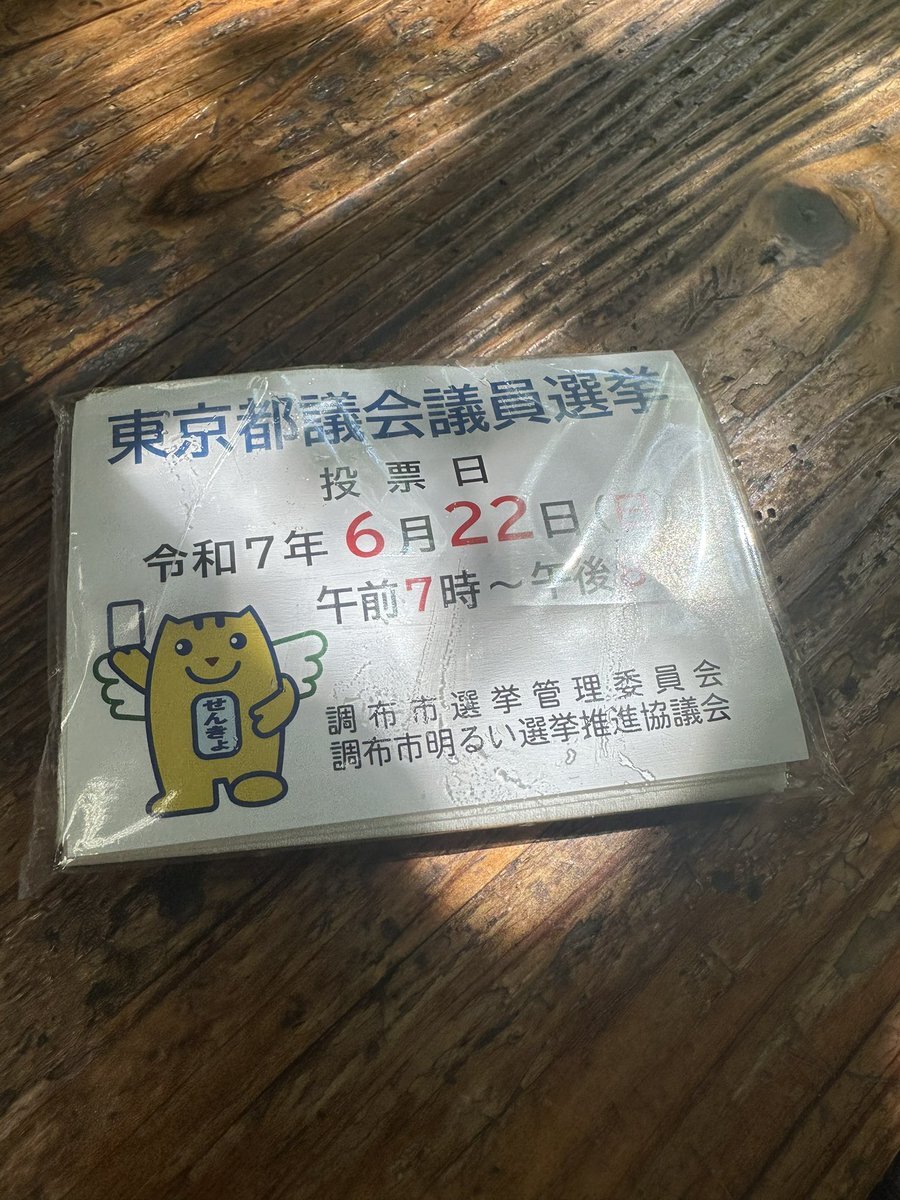 東京都議会議員選挙
投票日
令和7年6月22日(日)
午前7時～午後8
せんきょ
調布市選挙管理委員会
調布市明るい選挙推進協議会